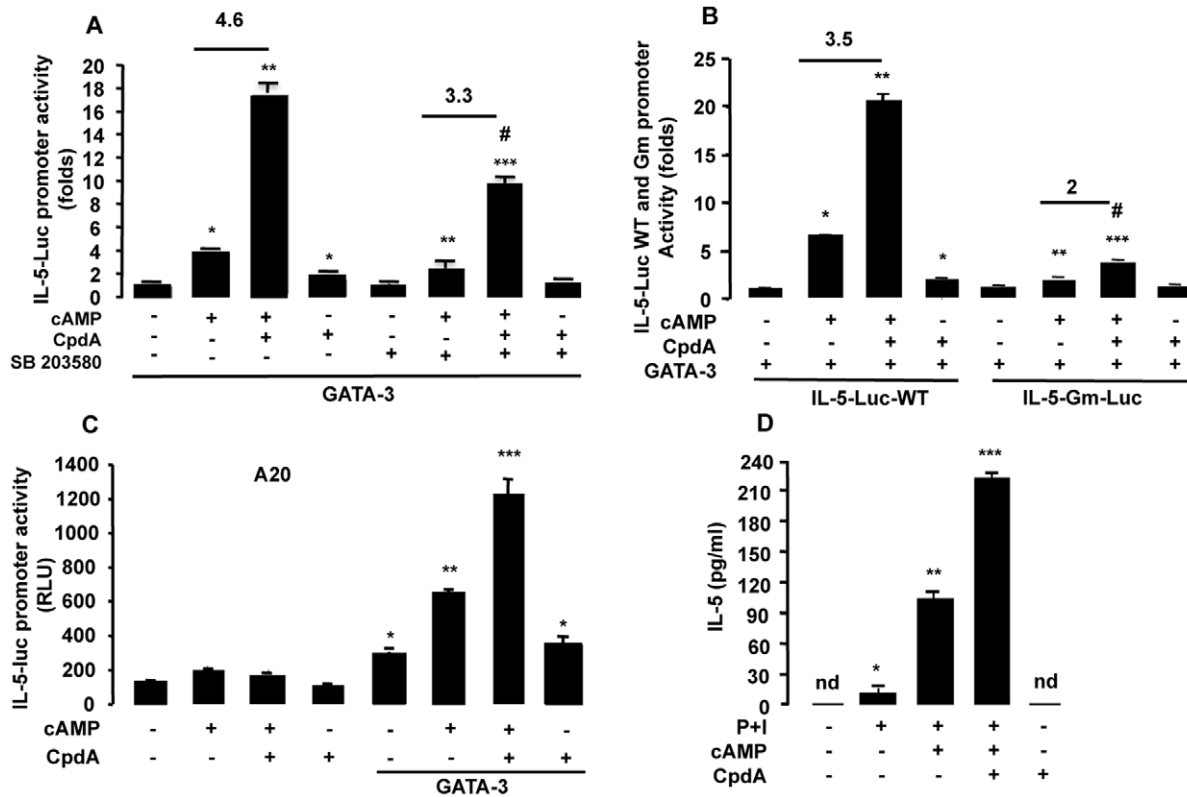 A
4.6
3.3
IL-5-Luc promoter activity
(folds)
20
18
16
14
12
10
8
6
4
2
0
* ** * ** *** #
cAMP - + + - - + + -
CpdA - - + + - - + +
SB 203580 - - - - + + + +
GATA-3
B
3.5
2
IL-5-Luc WT and Gm promoter
Activity (folds)
25
20
15
10
5
0
* ** * ** *** #
cAMP - + + - - + + -
CpdA - - + + - - + +
GATA-3 + + + + + + + +
IL-5-Luc-WT IL-5-Gm-Luc
C
A20
IL-5-luc promoter activity
(RLU)
1400
1200
1000
800
600
400
200
0
* ** *** *
cAMP - + + - - + + -
CpdA - - + + - - + +
GATA-3
D
IL-5 (pg/ml)
240
210
180
150
120
90
60
30
0
nd * ** *** nd
P+I - + + + -
cAMP - - + + -
CpdA - - - + +